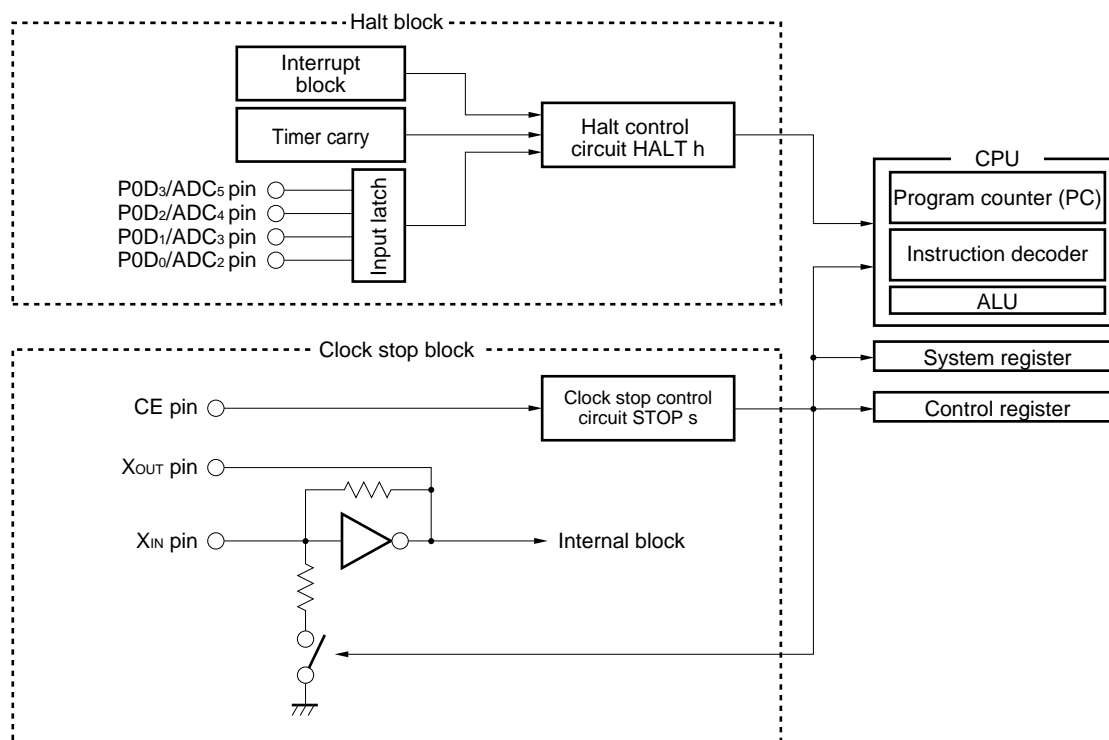 Halt block
Interrupt
block
Timer carry
Halt control
circuit HALT h
P0D3/ADC5 pin
P0D2/ADC4 pin
P0D1/ADC3 pin
P0D0/ADC2 pin
Input latch
CPU
Program counter (PC)
Instruction decoder
ALU
System register
Control register
Clock stop block
CE pin
Clock stop control
circuit STOP s
XOUT pin
XIN pin
Internal block